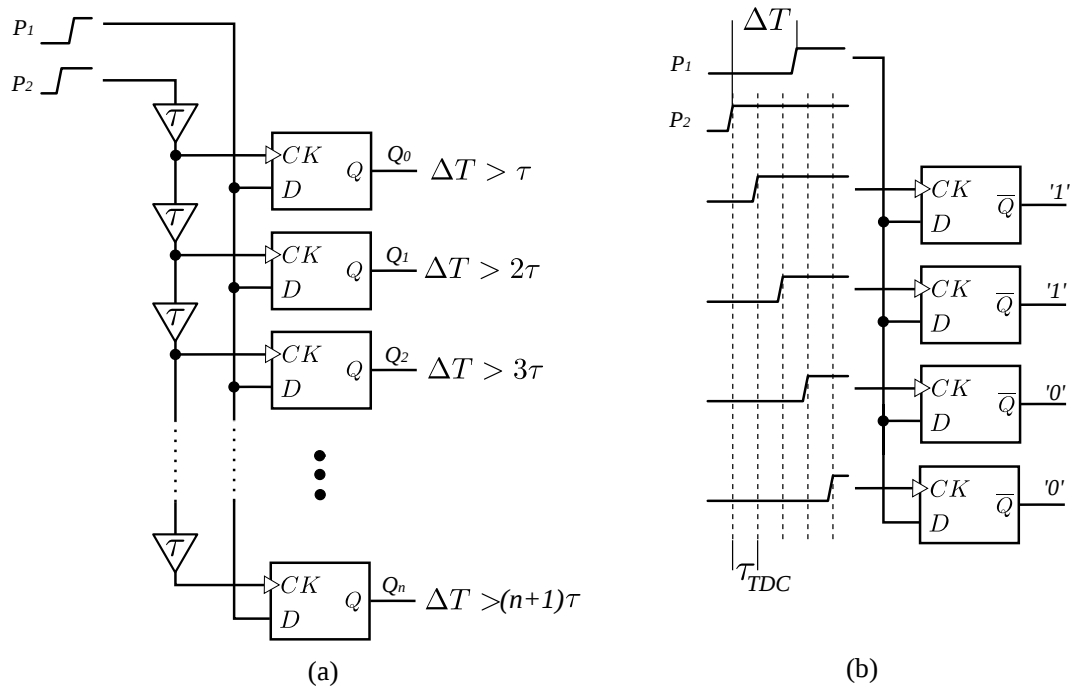 P1
P2
τ
CK
Q
D
Q0
ΔT > τ
τ
CK
Q
D
Q1
ΔT > 2τ
τ
CK
Q
D
Q2
ΔT > 3τ
τ
CK
Q
D
Qn
ΔT >(n+1)τ
(a)
ΔT
P1
P2
CK
Q̅
D
'1'
CK
Q̅
D
'1'
CK
Q̅
D
'0'
CK
Q̅
D
'0'
τTDC
(b)